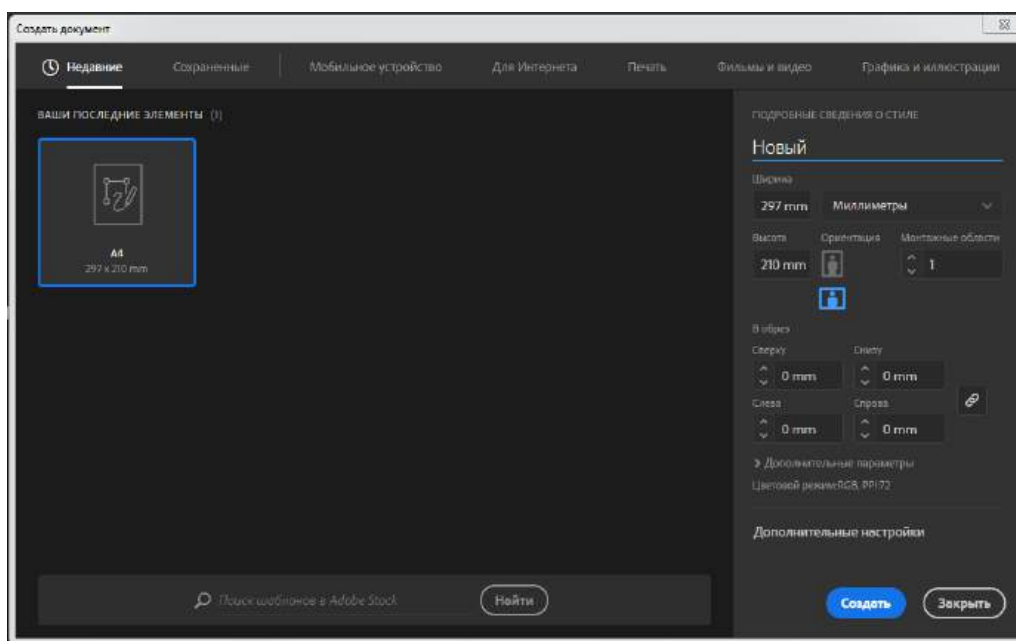 Создать документ
Недавние Сохраненные Мобильное устройство Для Интернета Печать Фильмы и видео Графика и иллюстрации
ВАШИ ПОСЛЕДНИЕ ЭЛЕМЕНТЫ (1)
A4
297 x 210 mm
ПОДРОБНЫЕ СВЕДЕНИЯ О СТИЛЕ
Новый
Ширина
297 mm Миллиметры
Высота Ориентация Монтажные области
210 mm 1
В обрез
Сверху Снизу
0 mm 0 mm
Слева Справа
0 mm 0 mm
Дополнительные параметры
Цветовой режим:RGB, PPI:72
Дополнительные настройки
Поиск шаблонов в Adobe Stock Найти
Создать Закрыть